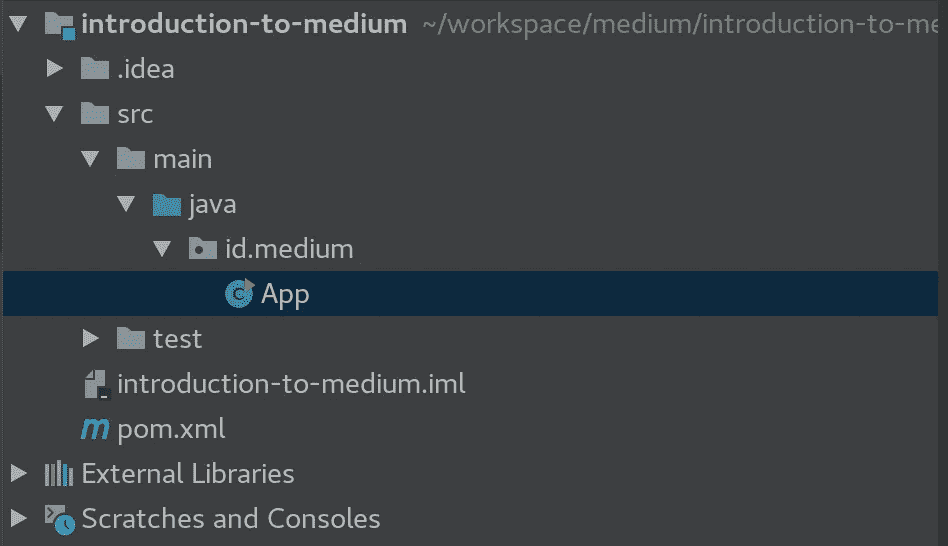 introduction-to-medium ~/workspace/medium/introduction-to-me
.idea
src
main
java
id.medium
App
test
introduction-to-medium.iml
pom.xml
External Libraries
Scratches and Consoles